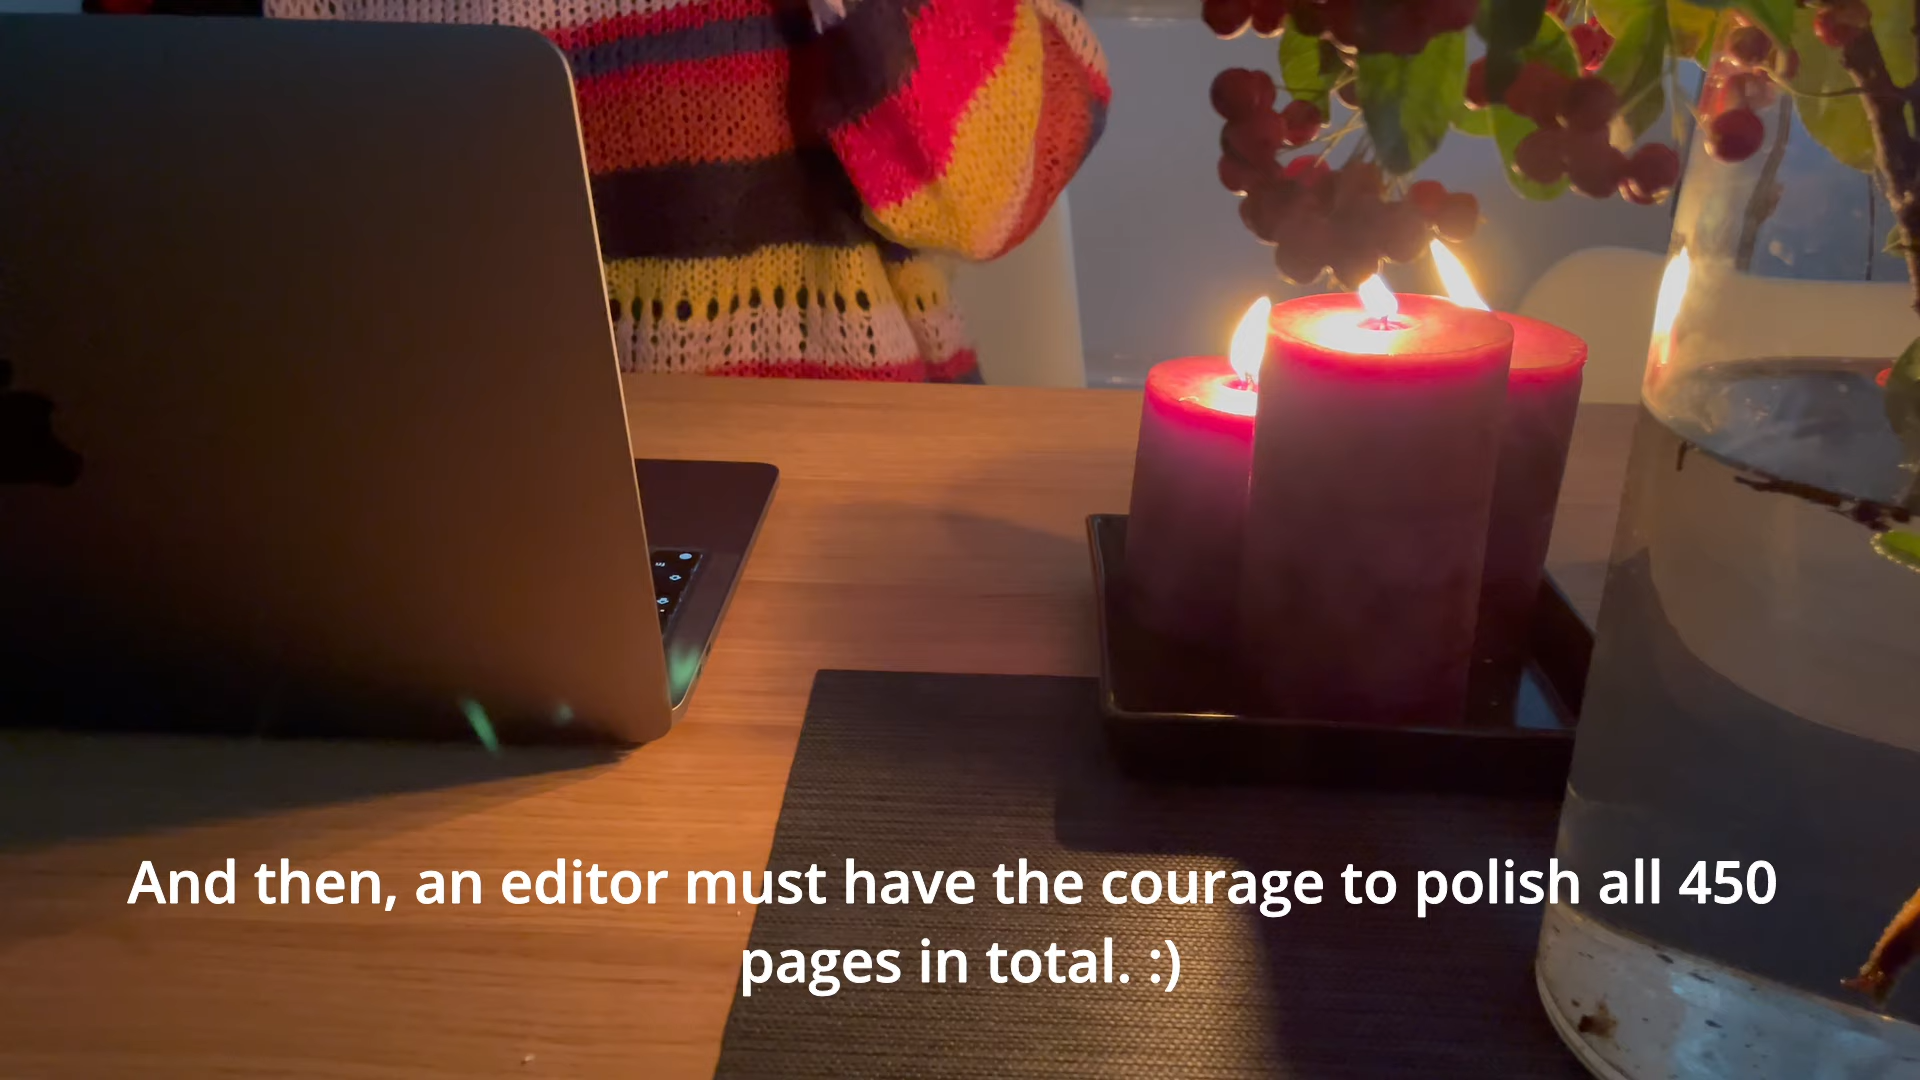 And then, an editor must have the courage to polish all 450
pages in total. :)